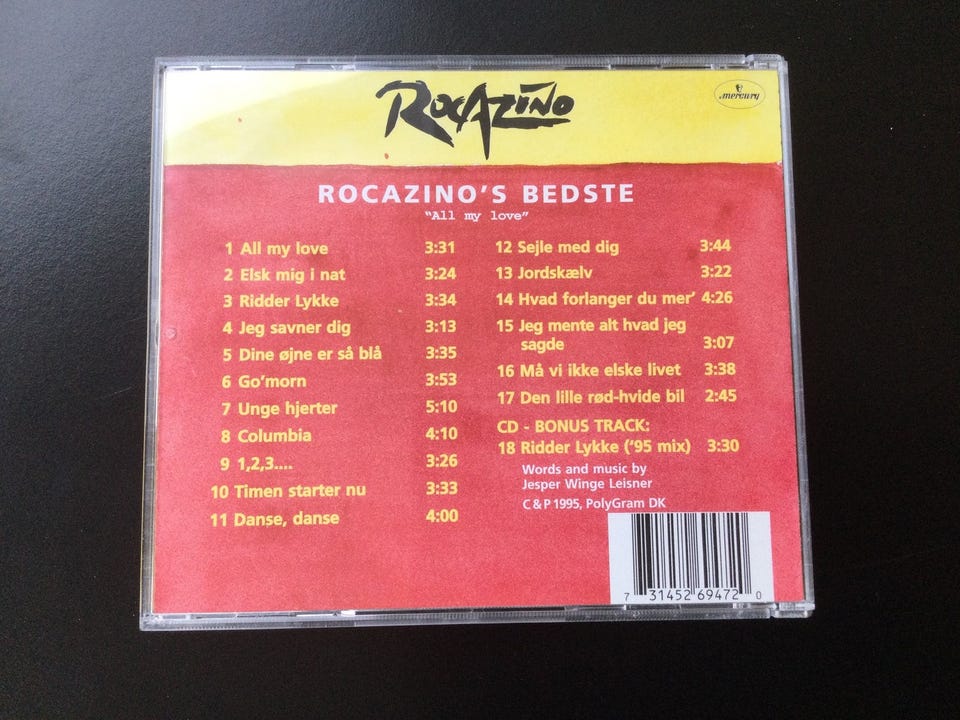 ROCAZINO
mercury
ROCAZINO'S BEDSTE
"All my love"
1 All my love 3:31
2 Elsk mig i nat 3:24
3 Ridder Lykke 3:34
4 Jeg savner dig 3:13
5 Dine øjne er så blå 3:35
6 Go'morn 3:53
7 Unge hjerter 5:10
8 Columbia 4:10
9 1,2,3.... 3:26
10 Timen starter nu 3:33
11 Danse, danse 4:00
12 Sejle med dig 3:44
13 Jordskælv 3:22
14 Hvad forlanger du mer' 4:26
15 Jeg mente alt hvad jeg
sagde 3:07
16 Må vi ikke elske livet 3:38
17 Den lille rød-hvide bil 2:45
CD - BONUS TRACK:
18 Ridder Lykke ('95 mix) 3:30
Words and music by
Jesper Winge Leisner
C & P 1995, PolyGram DK
7 31452 69472 0